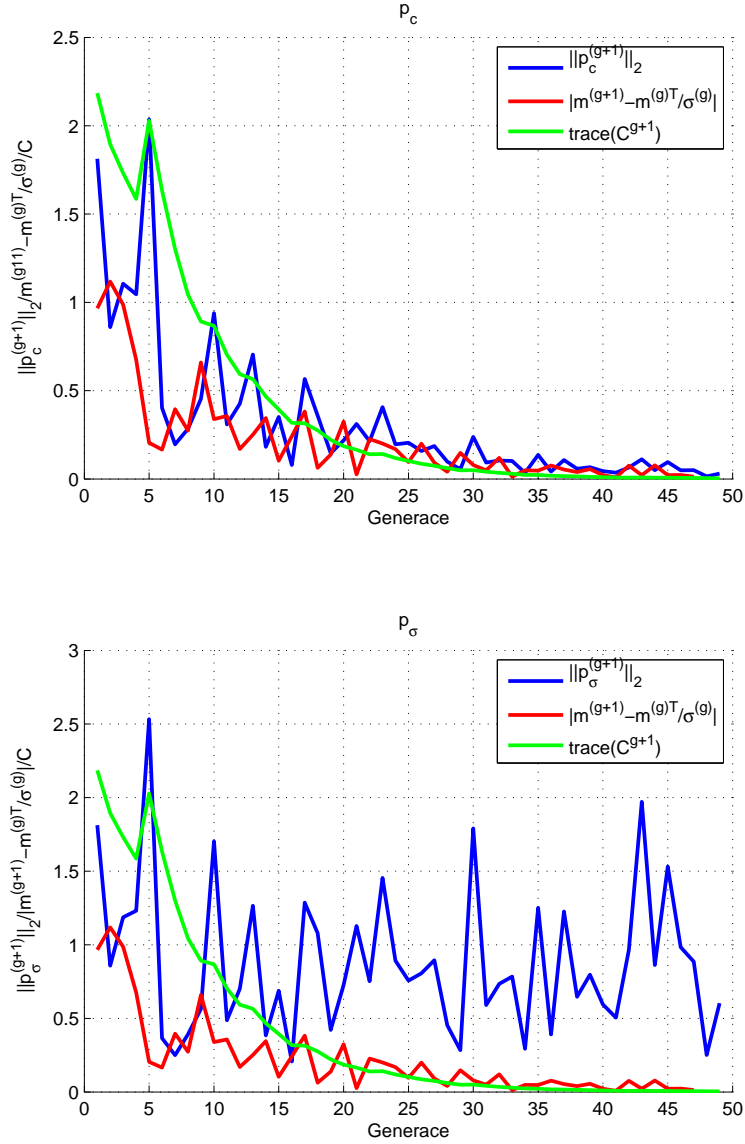 p_c
2.5
2
1.5
1
0.5
0
0 5 10 15 20 25 30 35 40 45 50
Generace
||p_c^(g+1)||_2/m^(g11)−m^(g)T/σ^(g)/C
||p_c^(g+1)||_2
|m^(g+1)−m^(g)T/σ^(g)|
trace(C^g+1)
p_σ
3
2.5
2
1.5
1
0.5
0
0 5 10 15 20 25 30 35 40 45 50
Generace
||p_σ^(g+1)||_2/|m^(g+1)−m^(g)T/σ^(g)|/C
||p_σ^(g+1)||_2
|m^(g+1)−m^(g)T/σ^(g)|
trace(C^g+1)